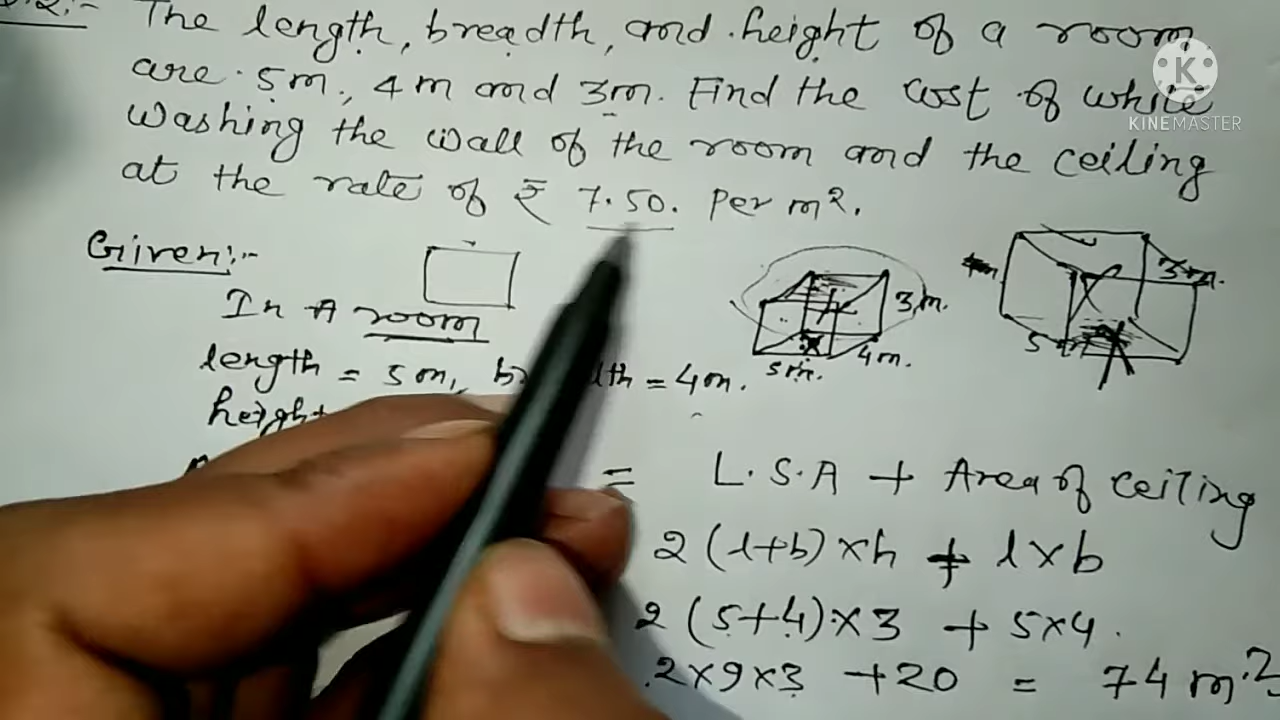 The length, breadth, and height of a room
are 5m, 4m and 3m. Find the cost of white
washing the wall of the room and the ceiling
at the rate of ₹ 7.50. per m².
KINEMASTER
Given:-
In A room
length = 5m, = 4m.
height
3m.
4m.
5m.
3m.
= L.S.A + Area of ceiling
2(l+b)×h + l×b
2(5+4)×3 + 5×4.
2×9×3 +20 = 74 m²